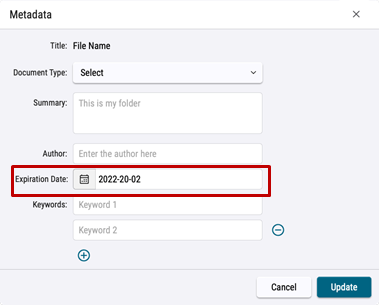 Metadata
Title: File Name
Document Type: Select
Summary: This is my folder
Author: Enter the author here
Expiration Date: 2022-20-02
Keywords: Keyword 1
Keyword 2
Cancel Update